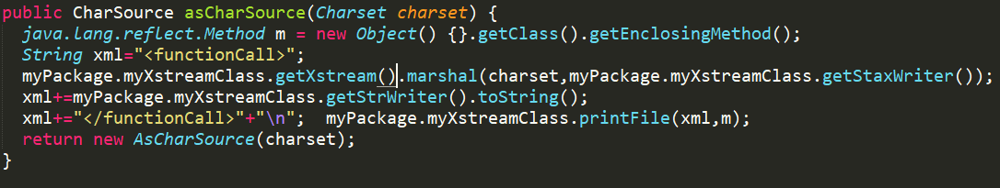 public CharSource asCharSource(Charset charset) {
java.lang.reflect.Method m = new Object() {}.getClass().getEnclosingMethod();
String xml="<functionCall>";
myPackage.myXstreamClass.getXstream().marshal(charset,myPackage.myXstreamClass.getStaxWriter());
xml+=myPackage.myXstreamClass.getStrWriter().toString();
xml+="</functionCall>"+"\n";  myPackage.myXstreamClass.printFile(xml,m);
return new AsCharSource(charset);
}